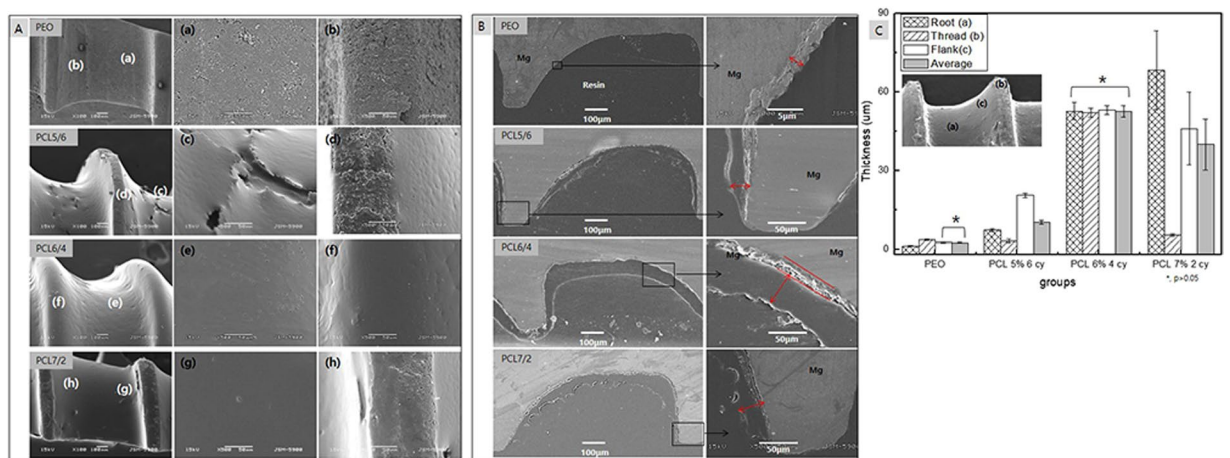 A
PEO
(a)
(b)
(b)
(a)
PCL5/6
(c)
(d)
(d)
(c)
PCL6/4
(e)
(f)
(f)
(e)
PCL7/2
(g)
(h)
(h)
(g)
B
PEO
Mg
Resin
100μm
Mg
5μm
JSM-5900
PCL5/6
100μm
Mg
50μm
PCL6/4
100μm
Mg
50μm
PCL7/2
100μm
Mg
50μm
C
Root (a)
Thread (b)
Flank(c)
Average
(a)
(b)
(c)
*
*
Thickness (um)
90
60
30
0
PEO
PCL 5% 6 cy
PCL 6% 4 cy
PCL 7% 2 cy
groups
*, p>0.05